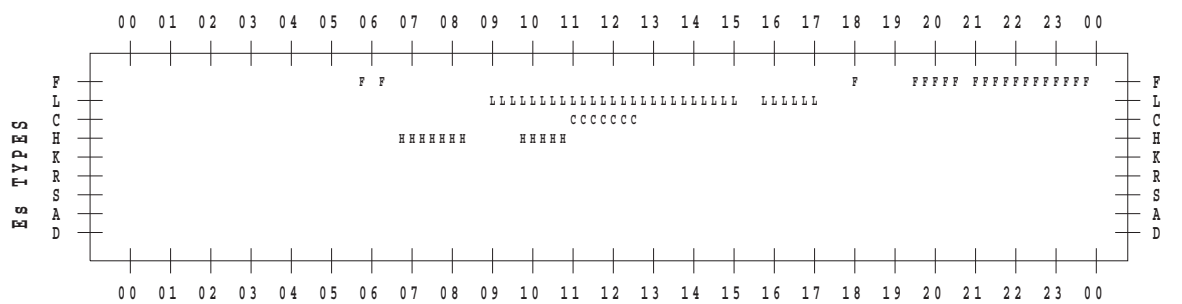 00 01 02 03 04 05 06 07 08 09 10 11 12 13 14 15 16 17 18 19 20 21 22 23 00
F F F F FFFFF FFFFFFFFFFFF F
L LLLLLLLLLLLLLLLLLLLLLLLLL LLLLLL L
C CCCCCCC C
H HHHHHHH HHHHH H
K K
R R
S S
A A
D D
Es TYPES
00 01 02 03 04 05 06 07 08 09 10 11 12 13 14 15 16 17 18 19 20 21 22 23 00